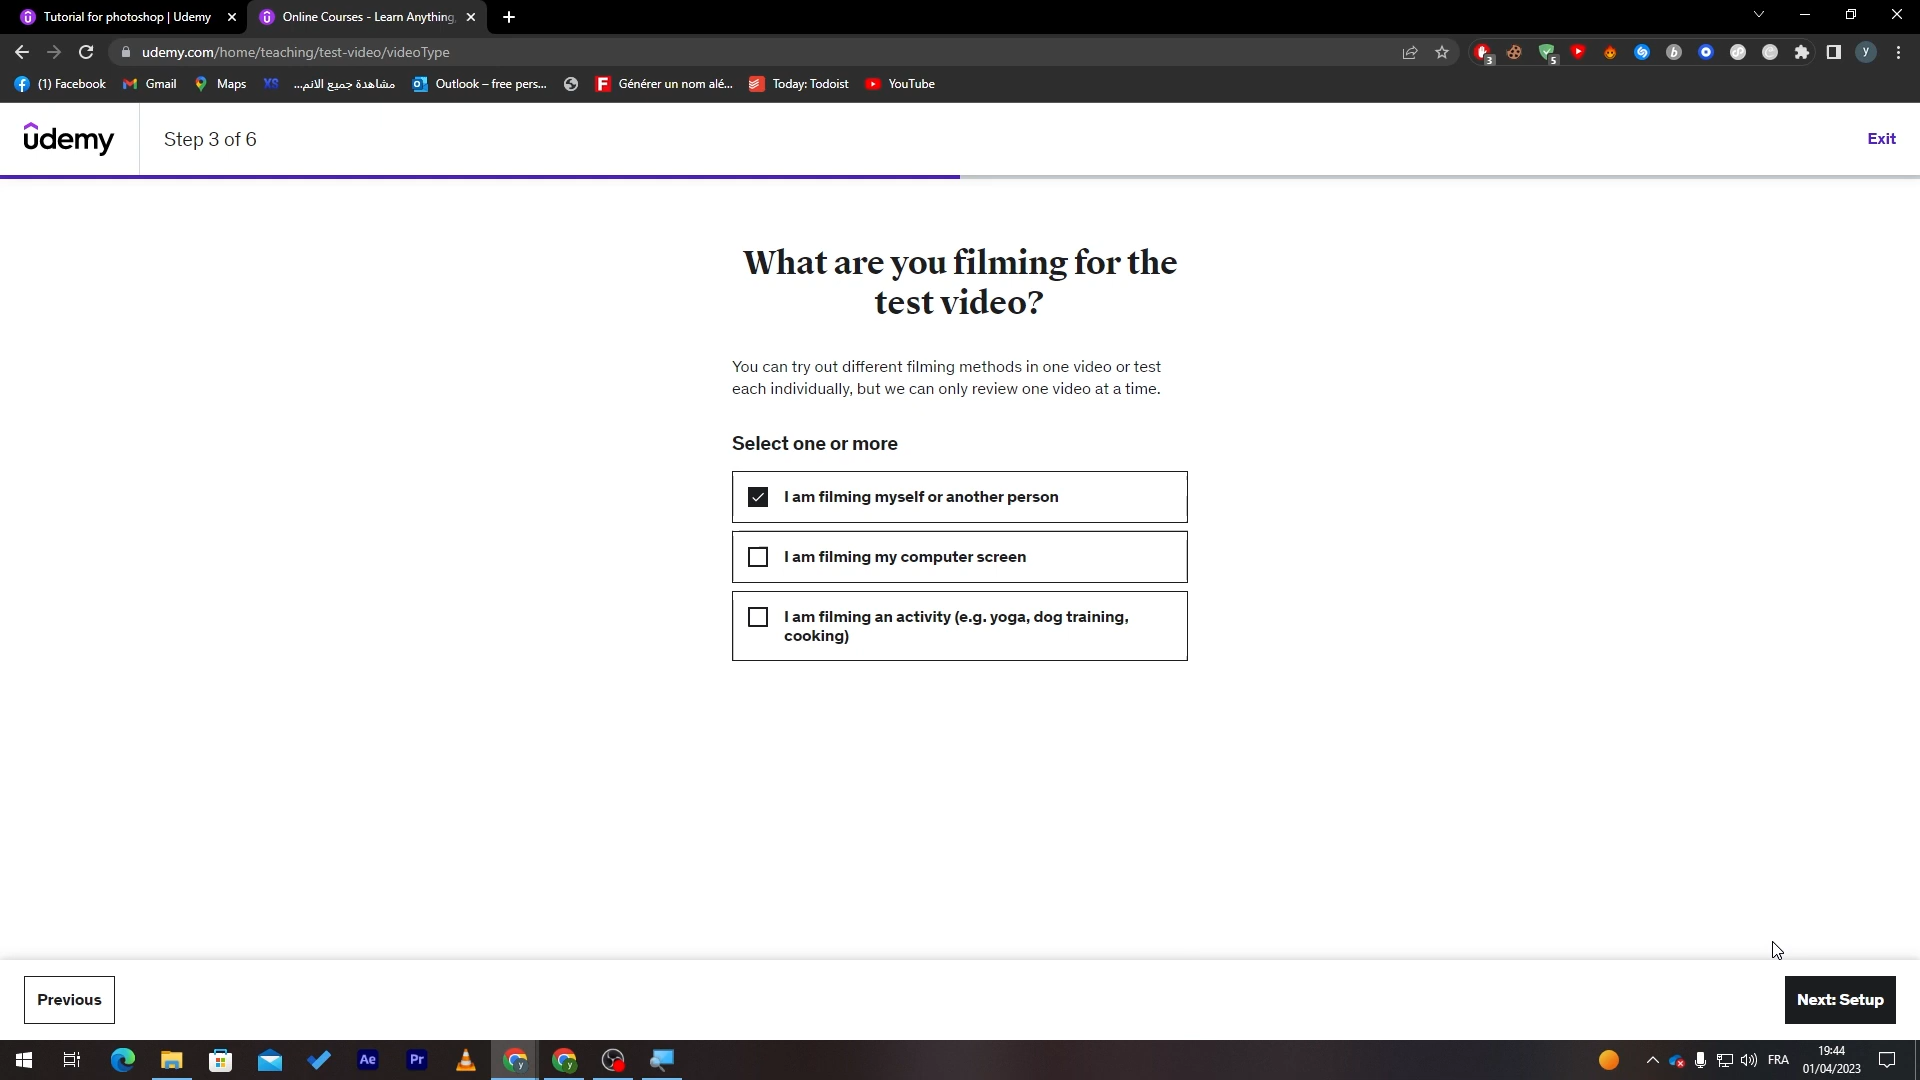 Tutorial for photoshop | Udemy
Online Courses - Learn Anything,
udemy.com/home/teaching/test-video/videoType
3
5
y
(1) Facebook
Gmail
Maps
XS
مشاهدة جميع الانم...
Outlook – free pers...
Générer un nom alé...
Today: Todoist
YouTube
udemy
Step 3 of 6
Exit
What are you filming for the
test video?
You can try out different filming methods in one video or test
each individually, but we can only review one video at a time.
Select one or more
I am filming myself or another person
I am filming my computer screen
I am filming an activity (e.g. yoga, dog training,
cooking)
Previous
Next: Setup
Ae
Pr
FRA
19:44
01/04/2023